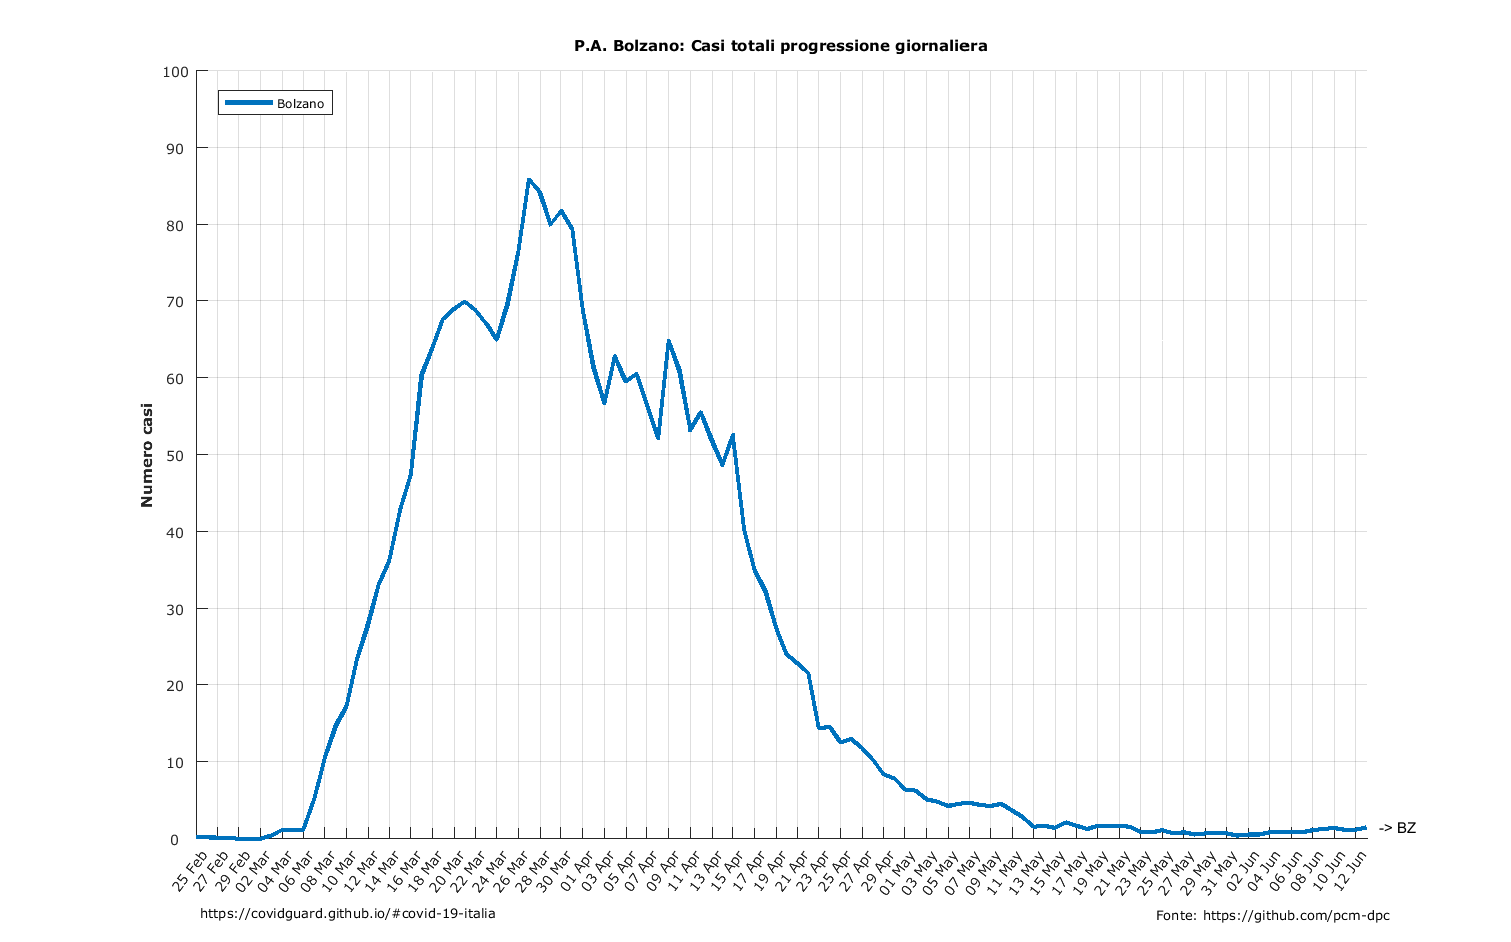 P.A. Bolzano: Casi totali progressione giornaliera
100
90
80
70
60
50
40
30
20
10
0
Numero casi
Bolzano
-> BZ
25 Feb
27 Feb
29 Feb
02 Mar
04 Mar
06 Mar
08 Mar
10 Mar
12 Mar
14 Mar
16 Mar
18 Mar
20 Mar
22 Mar
24 Mar
26 Mar
28 Mar
30 Mar
01 Apr
03 Apr
05 Apr
07 Apr
09 Apr
11 Apr
13 Apr
15 Apr
17 Apr
19 Apr
21 Apr
23 Apr
25 Apr
27 Apr
29 Apr
01 May
03 May
05 May
07 May
09 May
11 May
13 May
15 May
17 May
19 May
21 May
23 May
25 May
27 May
29 May
31 May
02 Jun
04 Jun
06 Jun
08 Jun
10 Jun
12 Jun
https://covidguard.github.io/#covid-19-italia
Fonte: https://github.com/pcm-dpc